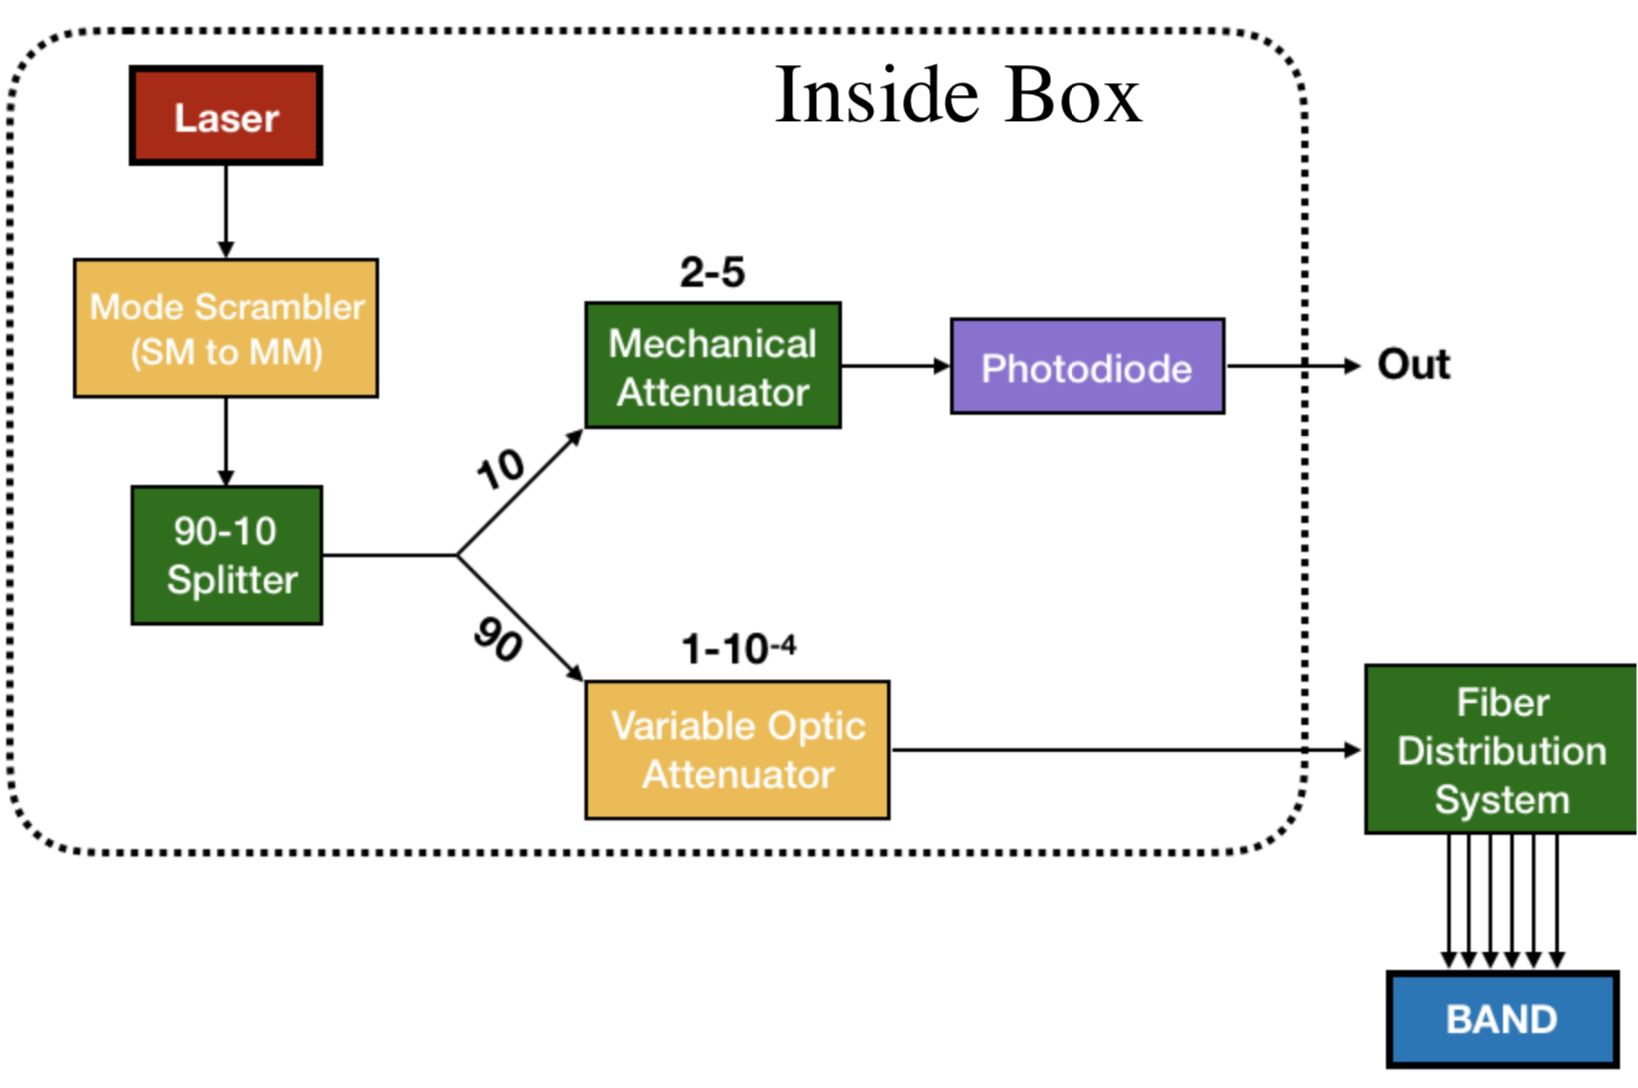 Inside Box
Laser
Mode Scrambler
(SM to MM)
90-10
Splitter
10
90
2-5
Mechanical
Attenuator
Photodiode
Out
1-10⁻⁴
Variable Optic
Attenuator
Fiber
Distribution
System
BAND